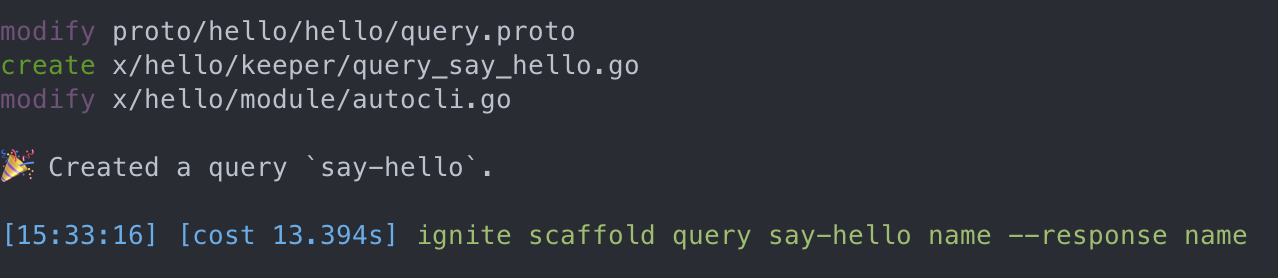 modify proto/hello/hello/query.proto
create x/hello/keeper/query_say_hello.go
modify x/hello/module/autocli.go
🎉 Created a query `say-hello`.
[15:33:16] [cost 13.394s] ignite scaffold query say-hello name --response name